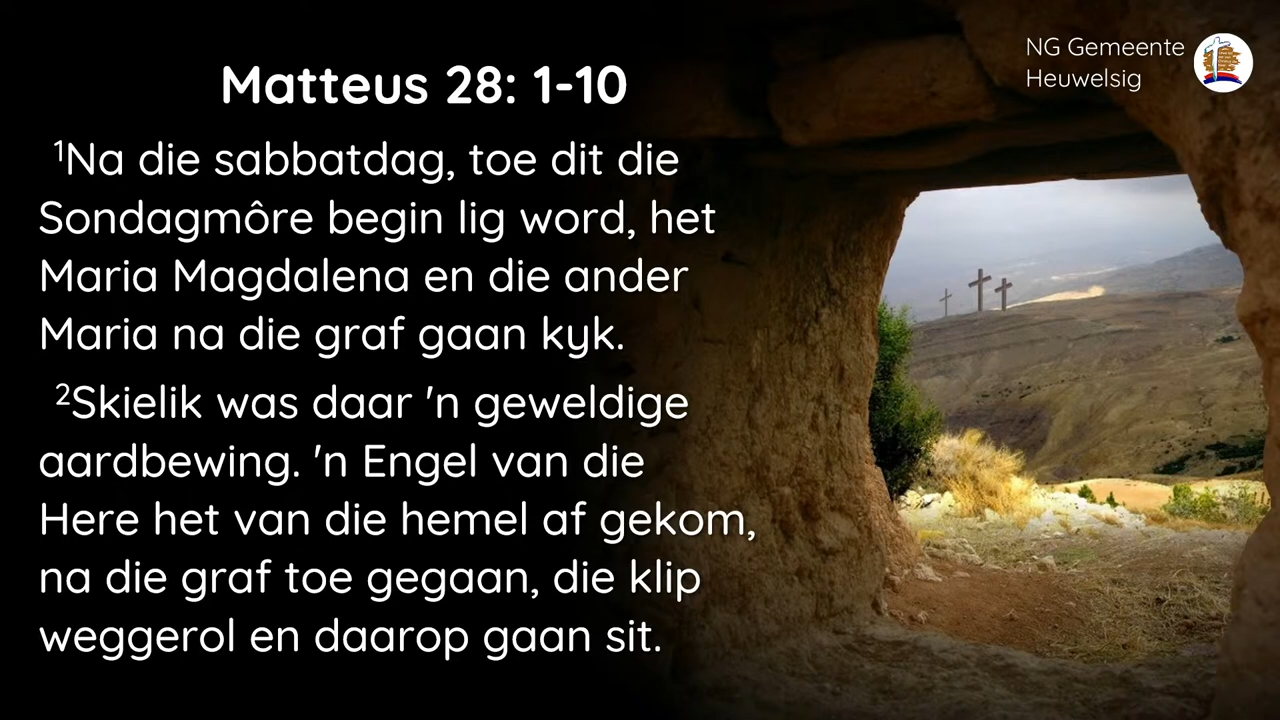 NG Gemeente
Heuwelsig
Matteus 28: 1-10
¹Na die sabbatdag, toe dit die
Sondagmôre begin lig word, het
Maria Magdalena en die ander
Maria na die graf gaan kyk.
²Skielik was daar 'n geweldige
aardbewing. 'n Engel van die
Here het van die hemel af gekom,
na die graf toe gegaan, die klip
weggerol en daarop gaan sit.